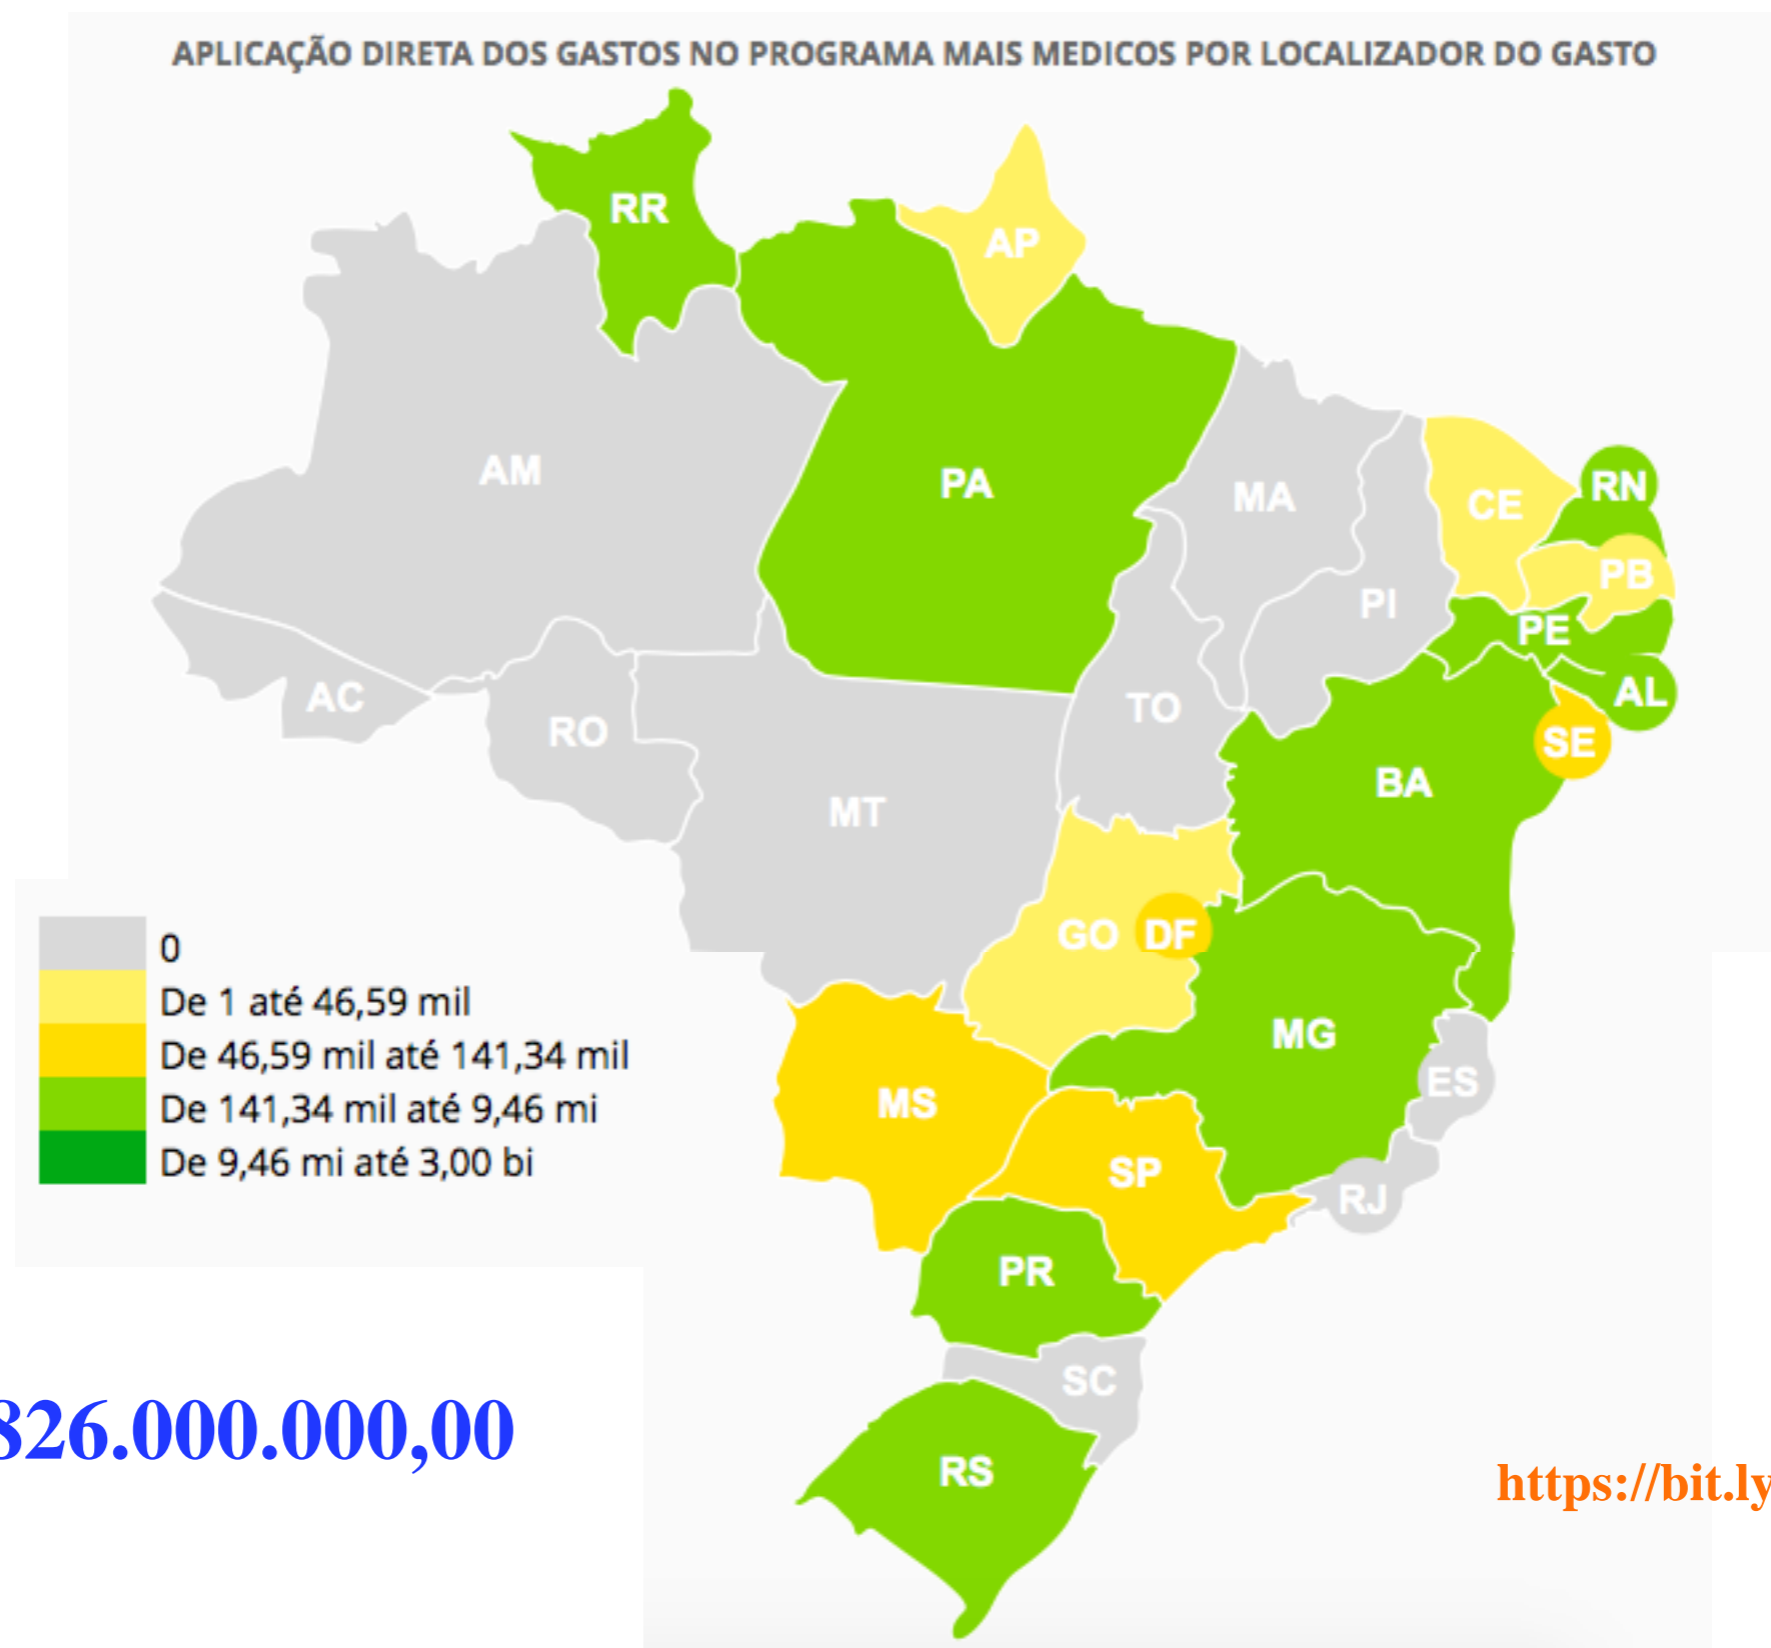 APLICAÇÃO DIRETA DOS GASTOS NO PROGRAMA MAIS MEDICOS POR LOCALIZADOR DO GASTO
RR
AP
AM
PA
MA
CE
RN
PB
PI
PE
AC
RO
TO
AL
SE
MT
BA
GO
DF
0
De 1 até 46,59 mil
De 46,59 mil até 141,34 mil
De 141,34 mil até 9,46 mi
De 9,46 mi até 3,00 bi
MG
MS
ES
SP
RJ
PR
SC
826.000.000,00
RS
https://bit.ly